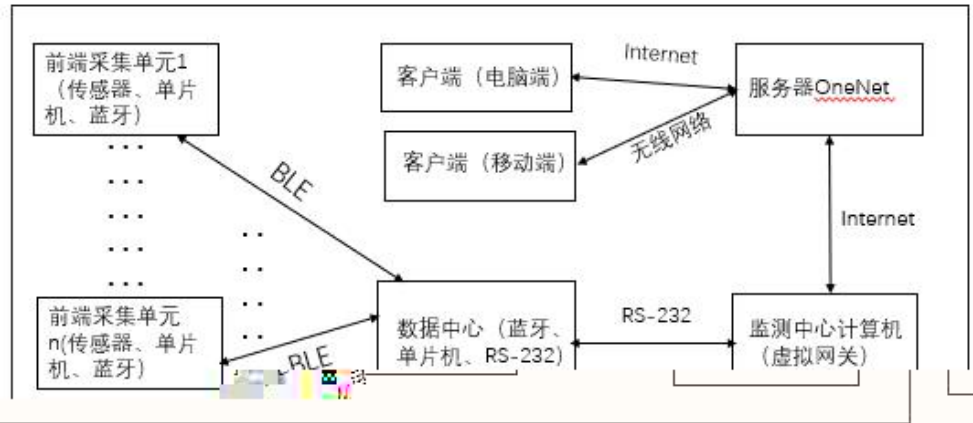 前端采集单元1
（传感器、单片
机、蓝牙）
客户端（电脑端）
Internet
服务器OneNet
客户端（移动端）
无线网络
BLE
Internet
前端采集单元
n(传感器、单片
机、蓝牙）
BLE
数据中心（蓝牙、
单片机、RS-232）
RS-232
监测中心计算机
（虚拟网关）